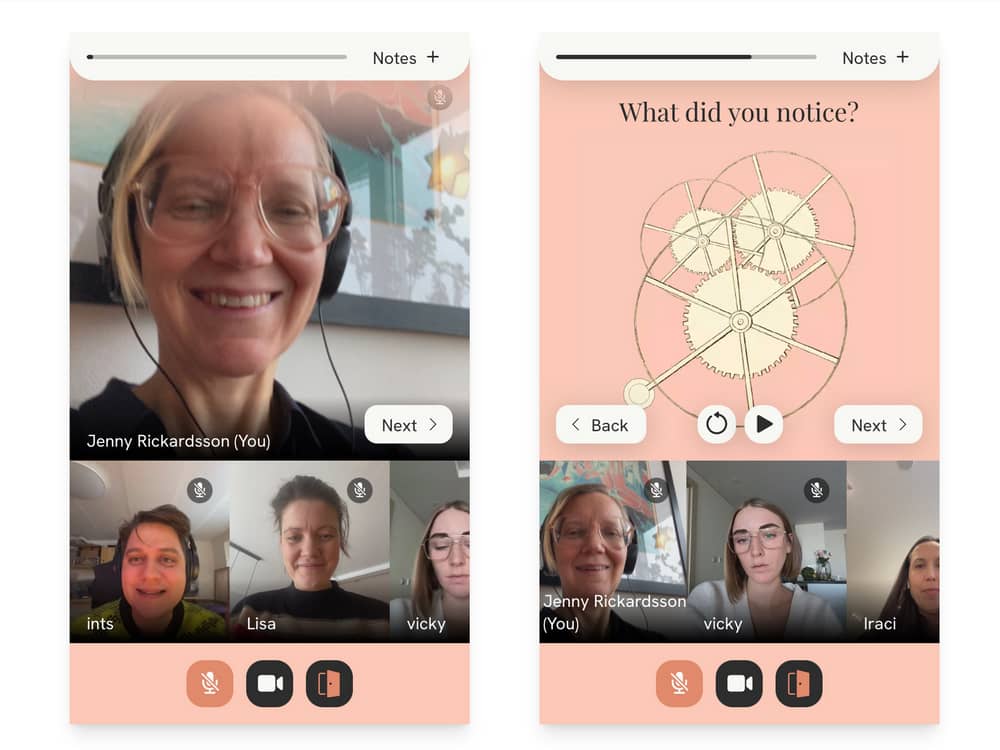 Notes +
Jenny Rickardsson (You)
Next >
ints
Lisa
vicky
Notes +
What did you notice?
< Back
Next >
Jenny Rickardsson
(You)
vicky
Iraci